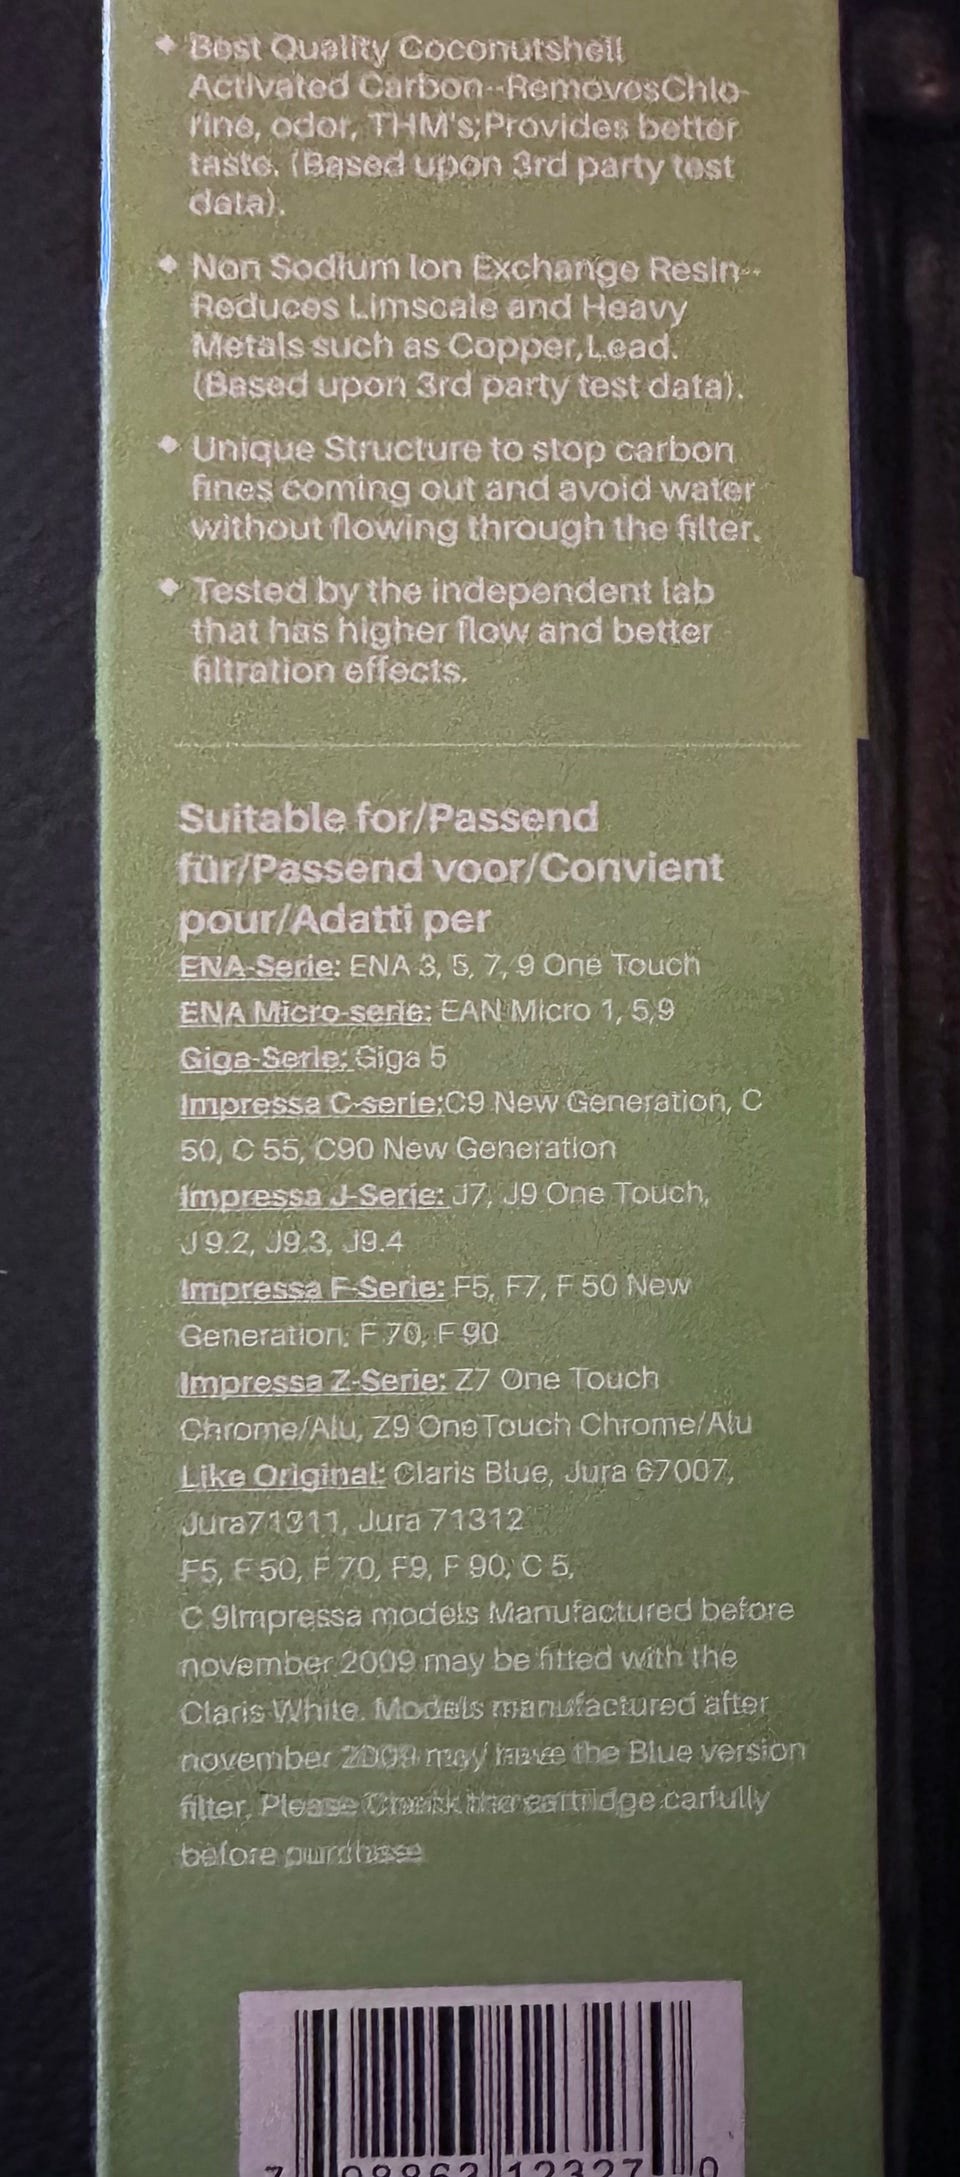 Best Quality Coconutshell
Activated Carbon--RemovesChlo-
rine, odor, THM's;Provides better
taste. (Based upon 3rd party test
data).
Non Sodium Ion Exchange Resin--
Reduces Limscale and Heavy
Metals such as Copper,Lead.
(Based upon 3rd party test data).
Unique Structure to stop carbon
fines coming out and avoid water
without flowing through the filter.
Tested by the independent lab
that has higher flow and better
filtration effects.
Suitable for/Passend
für/Passend voor/Convient
pour/Adatti per
ENA-Serie: ENA 3, 5, 7, 9 One Touch
ENA Micro-serie: EAN Micro 1, 5,9
Giga-Serie: Giga 5
Impressa C-serie:C9 New Generation, C
50, C 55, C90 New Generation
Impressa J-Serie: J7, J9 One Touch,
J 9.2, J9.3, J9.4
Impressa F-Serie: F5, F7, F 50 New
Generation, F 70, F 90
Impressa Z-Serie: Z7 One Touch
Chrome/Alu, Z9 OneTouch Chrome/Alu
Like Original: Claris Blue, Jura 67007,
Jura71311, Jura 71312
F5, F 50, F 70, F9, F 90, C 5,
C 9Impressa models Manufactured before
november 2009 may be fitted with the
Claris White. Models manufactured after
november 2009 may have the Blue version
filter, Please Check the cartridge carfully
before purchase